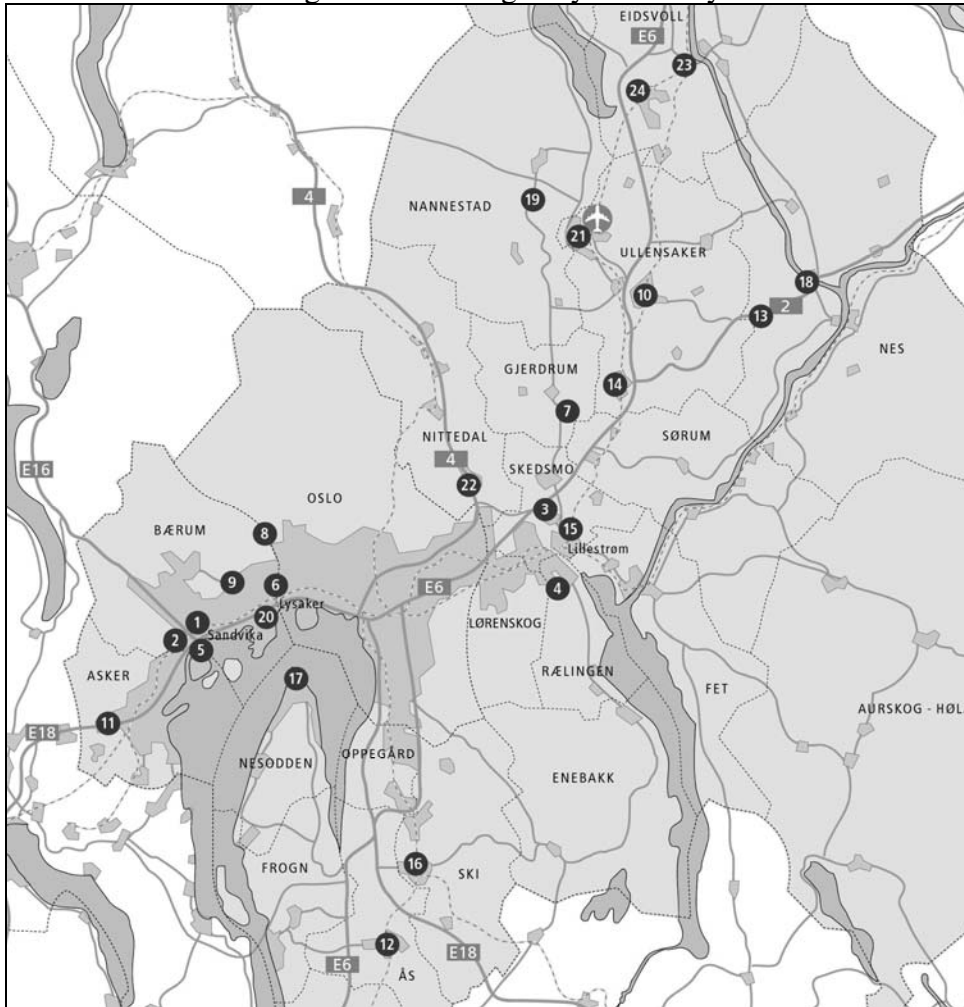 EIDSVOLL
E6
23
24
4
19
NANNESTAD
21
ULLENSAKER
18
10
2
13
NES
GJERDRUM
14
7
SØRUM
NITTEDAL
4
SKEDSMO
E16
22
OSLO
3
BÆRUM
15
8
Lillestrøm
9
6
E6
4
Lysaker
20
1
LØRENSKOG
Sandvika
2
5
RÆLINGEN
ASKER
17
FET
AURSKOG - HØL
11
E18
OPPEGÅRD
NESODDEN
ENEBAKK
16
FROGN
SKI
12
E18
E6
ÅS